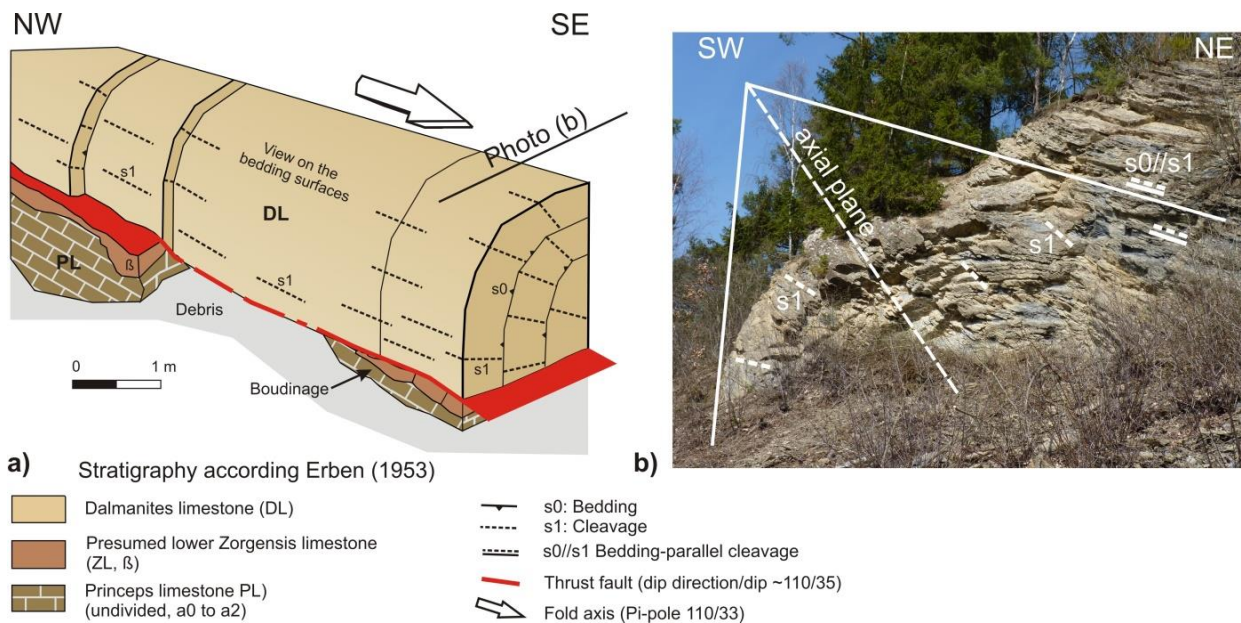 NW
SE
Photo (b)
View on the
bedding surfaces
s1
DL
s0
PL
ß
s1
s1
Debris
Boudinage
0 1 m
a)
SW
NE
axial plane
s0//s1
s1
s1
b)
Stratigraphy according Erben (1953)
Dalmanites limestone (DL)
Presumed lower Zorgensis limestone
(ZL, ß)
Princeps limestone PL)
(undivided, a0 to a2)
s0: Bedding
s1: Cleavage
s0//s1 Bedding-parallel cleavage
Thrust fault (dip direction/dip ~110/35)
Fold axis (Pi-pole 110/33)